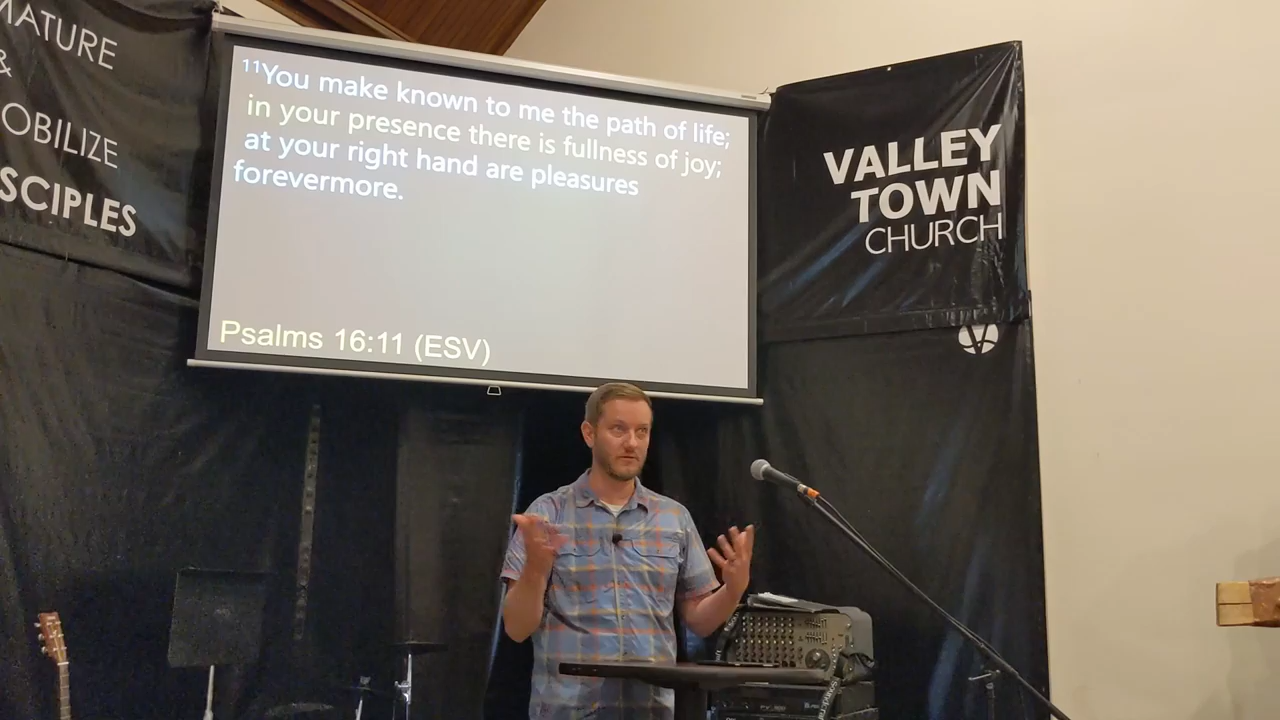 MATURE
&
OBILIZE
SCIPLES
¹¹You make known to me the path of life;
in your presence there is fullness of joy;
at your right hand are pleasures
forevermore.
Psalms 16:11 (ESV)
VALLEY
TOWN
CHURCH